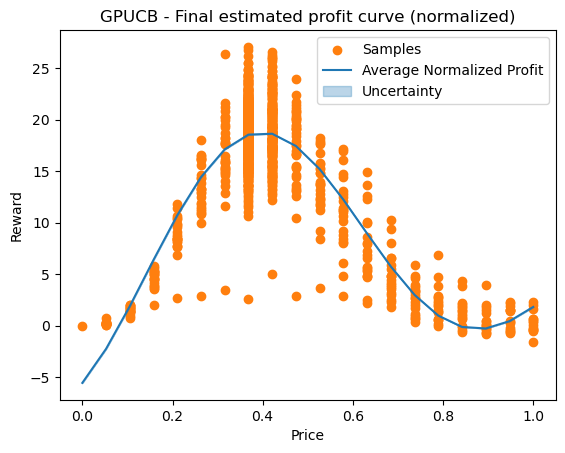 GPUCB - Final estimated profit curve (normalized)
Samples
Average Normalized Profit
Uncertainty
Reward
25
20
15
10
5
0
−5
0.0 0.2 0.4 0.6 0.8 1.0
Price